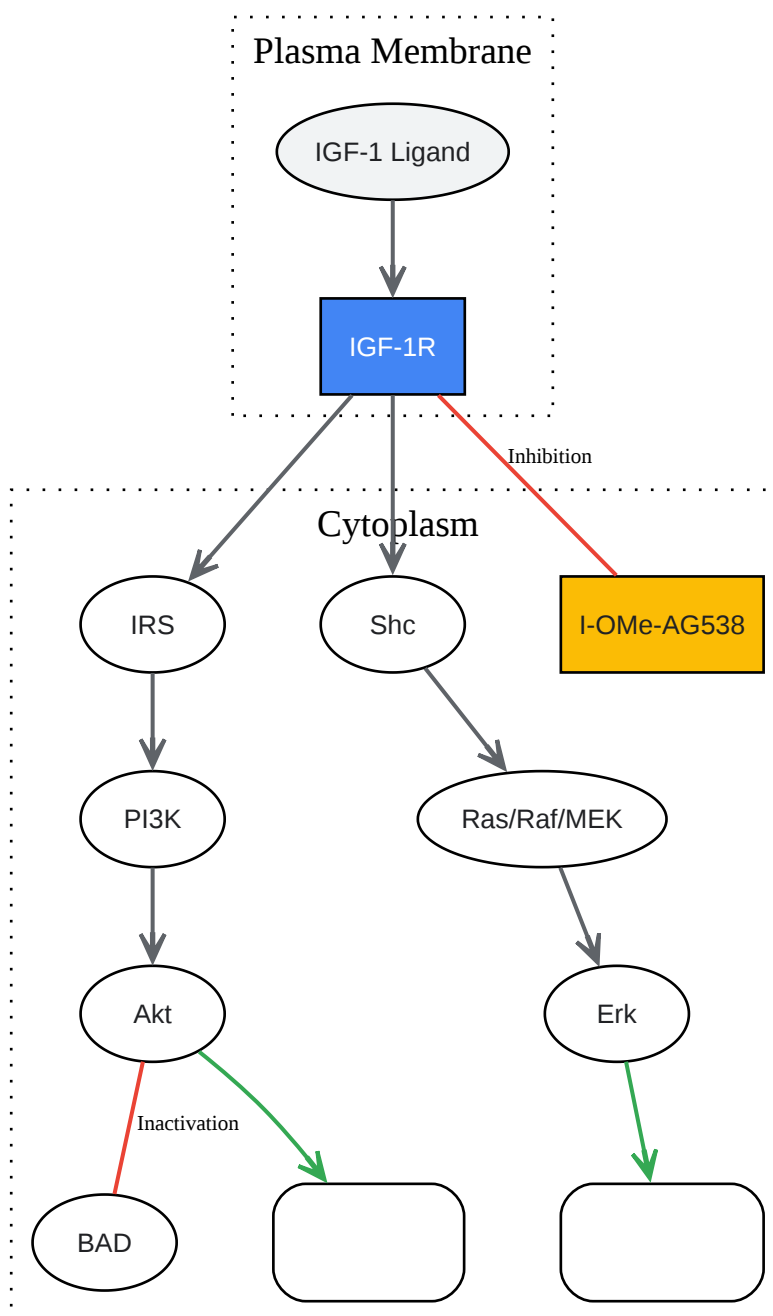 Plasma Membrane
IGF-1 Ligand
IGF-1R
Inhibition
Cytoplasm
IRS
Shc
I-OMe-AG538
PI3K
Ras/Raf/MEK
Akt
Erk
Inactivation
BAD